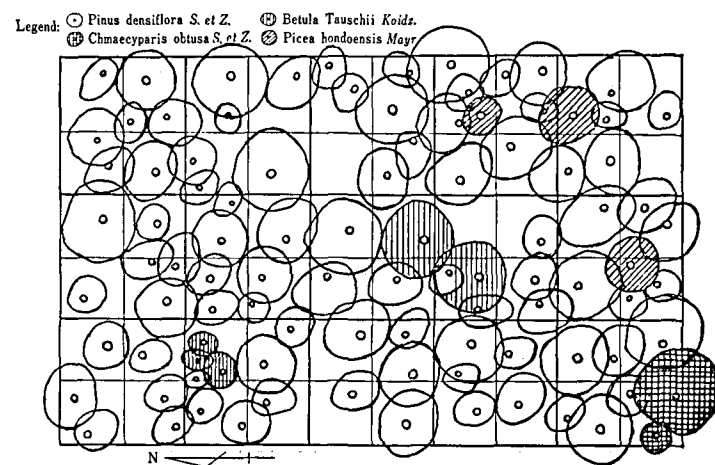 Legend: Pinus densiflora S. et Z. Betula Tauschii Koidz.
Chmaecyparis obtusa S. et Z. Picea hondoensis Mayr
N